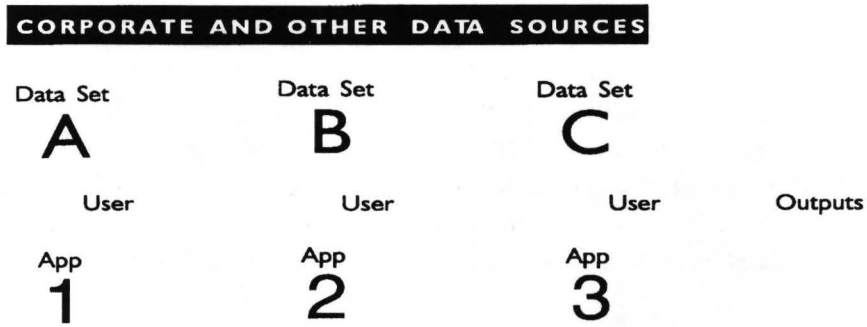 CORPORATE AND OTHER DATA SOURCES
Data Set Data Set Data Set
A B C
User User User Outputs
App App App
1 2 3